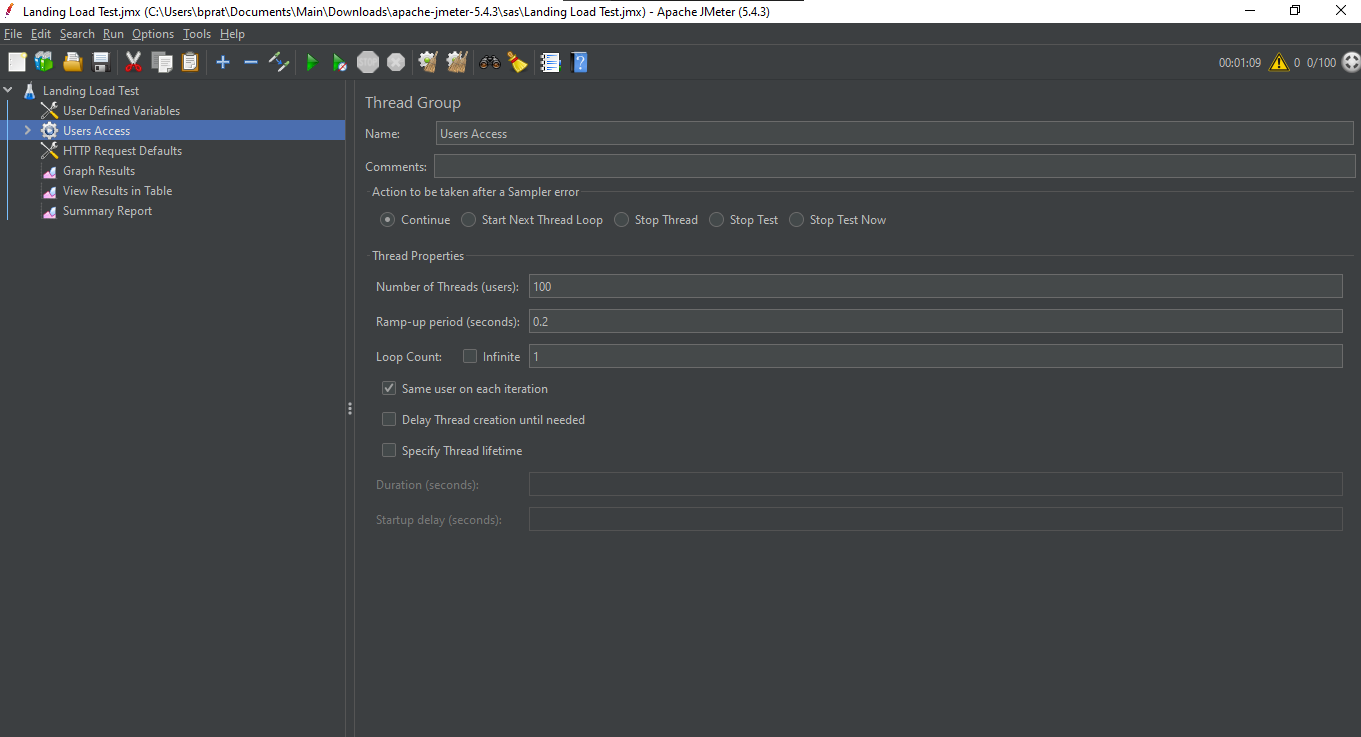 Landing Load Test.jmx (C:\Users\bprat\Documents\Main\Downloads\apache-jmeter-5.4.3\sas\Landing Load Test.jmx) - Apache JMeter (5.4.3)
File Edit Search Run Options Tools Help
STOP 00:01:09 0 0/100
Landing Load Test
User Defined Variables
Users Access
HTTP Request Defaults
Graph Results
View Results in Table
Summary Report
Thread Group
Name: Users Access
Comments:
Action to be taken after a Sampler error
Continue Start Next Thread Loop Stop Thread Stop Test Stop Test Now
Thread Properties
Number of Threads (users): 100
Ramp-up period (seconds): 0.2
Loop Count: Infinite 1
Same user on each iteration
Delay Thread creation until needed
Specify Thread lifetime
Duration (seconds):
Startup delay (seconds):